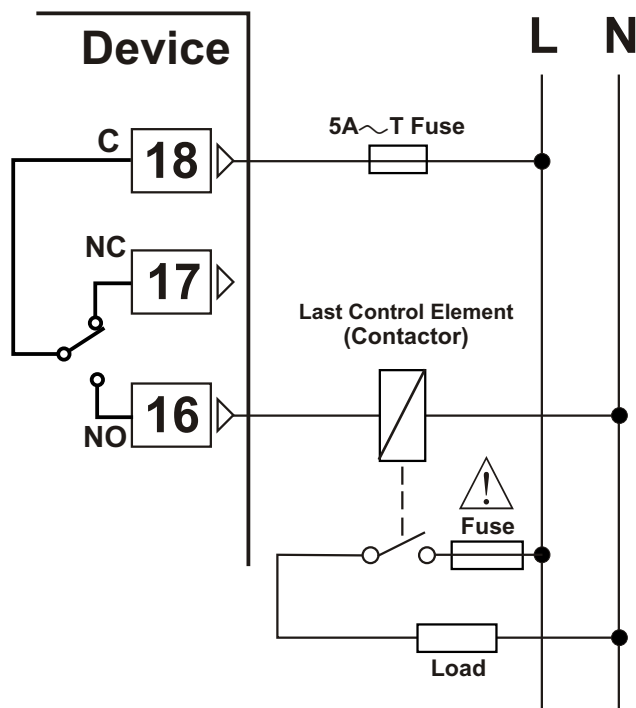 Device
L N
5A～T Fuse
C
18
NC
17
Last Control Element
(Contactor)
16
NO
!
Fuse
Load